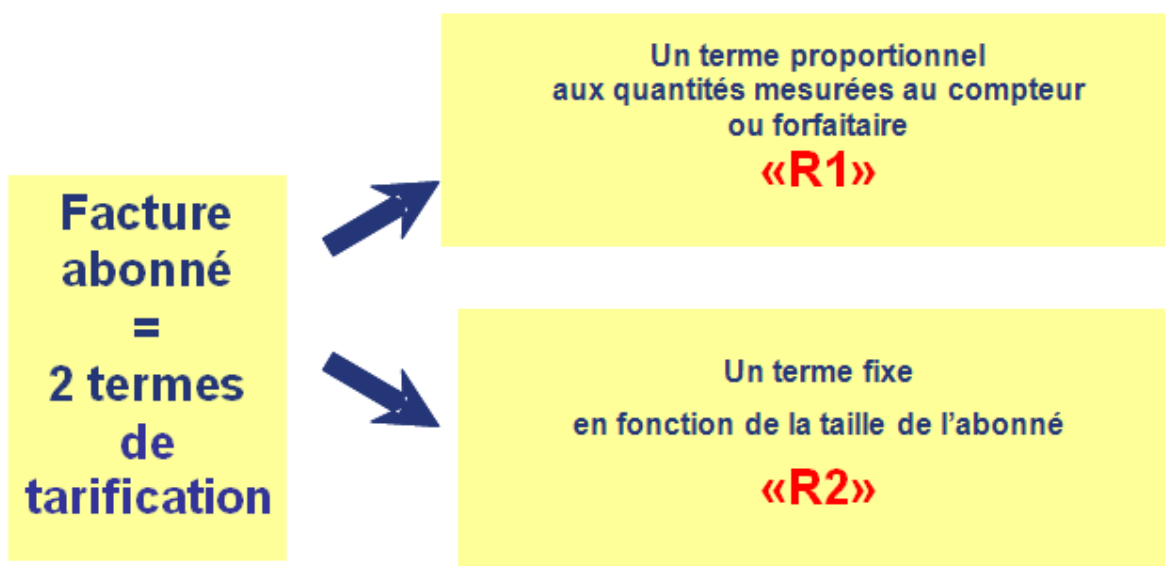 Facture
abonné
=
2 termes
de
tarification
Un terme proportionnel
aux quantités mesurées au compteur
ou forfaitaire
«R1»
Un terme fixe
en fonction de la taille de l’abonné
«R2»